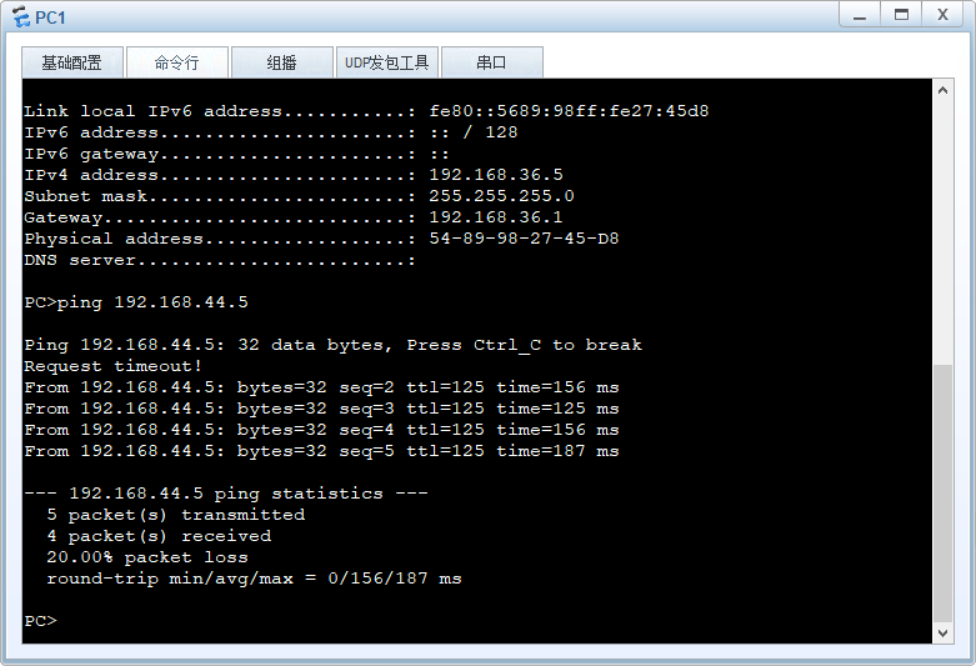 PC1
X
基础配置 命令行 组播 UDP发包工具 串口
Link local IPv6 address...........: fe80::5689:98ff:fe27:45d8
IPv6 address......................: :: / 128
IPv6 gateway......................: ::
IPv4 address......................: 192.168.36.5
Subnet mask.......................: 255.255.255.0
Gateway...........................: 192.168.36.1
Physical address..................: 54-89-98-27-45-D8
DNS server........................:
PC>ping 192.168.44.5
Ping 192.168.44.5: 32 data bytes, Press Ctrl_C to break
Request timeout!
From 192.168.44.5: bytes=32 seq=2 ttl=125 time=156 ms
From 192.168.44.5: bytes=32 seq=3 ttl=125 time=125 ms
From 192.168.44.5: bytes=32 seq=4 ttl=125 time=156 ms
From 192.168.44.5: bytes=32 seq=5 ttl=125 time=187 ms
--- 192.168.44.5 ping statistics ---
5 packet(s) transmitted
4 packet(s) received
20.00% packet loss
round-trip min/avg/max = 0/156/187 ms
PC>